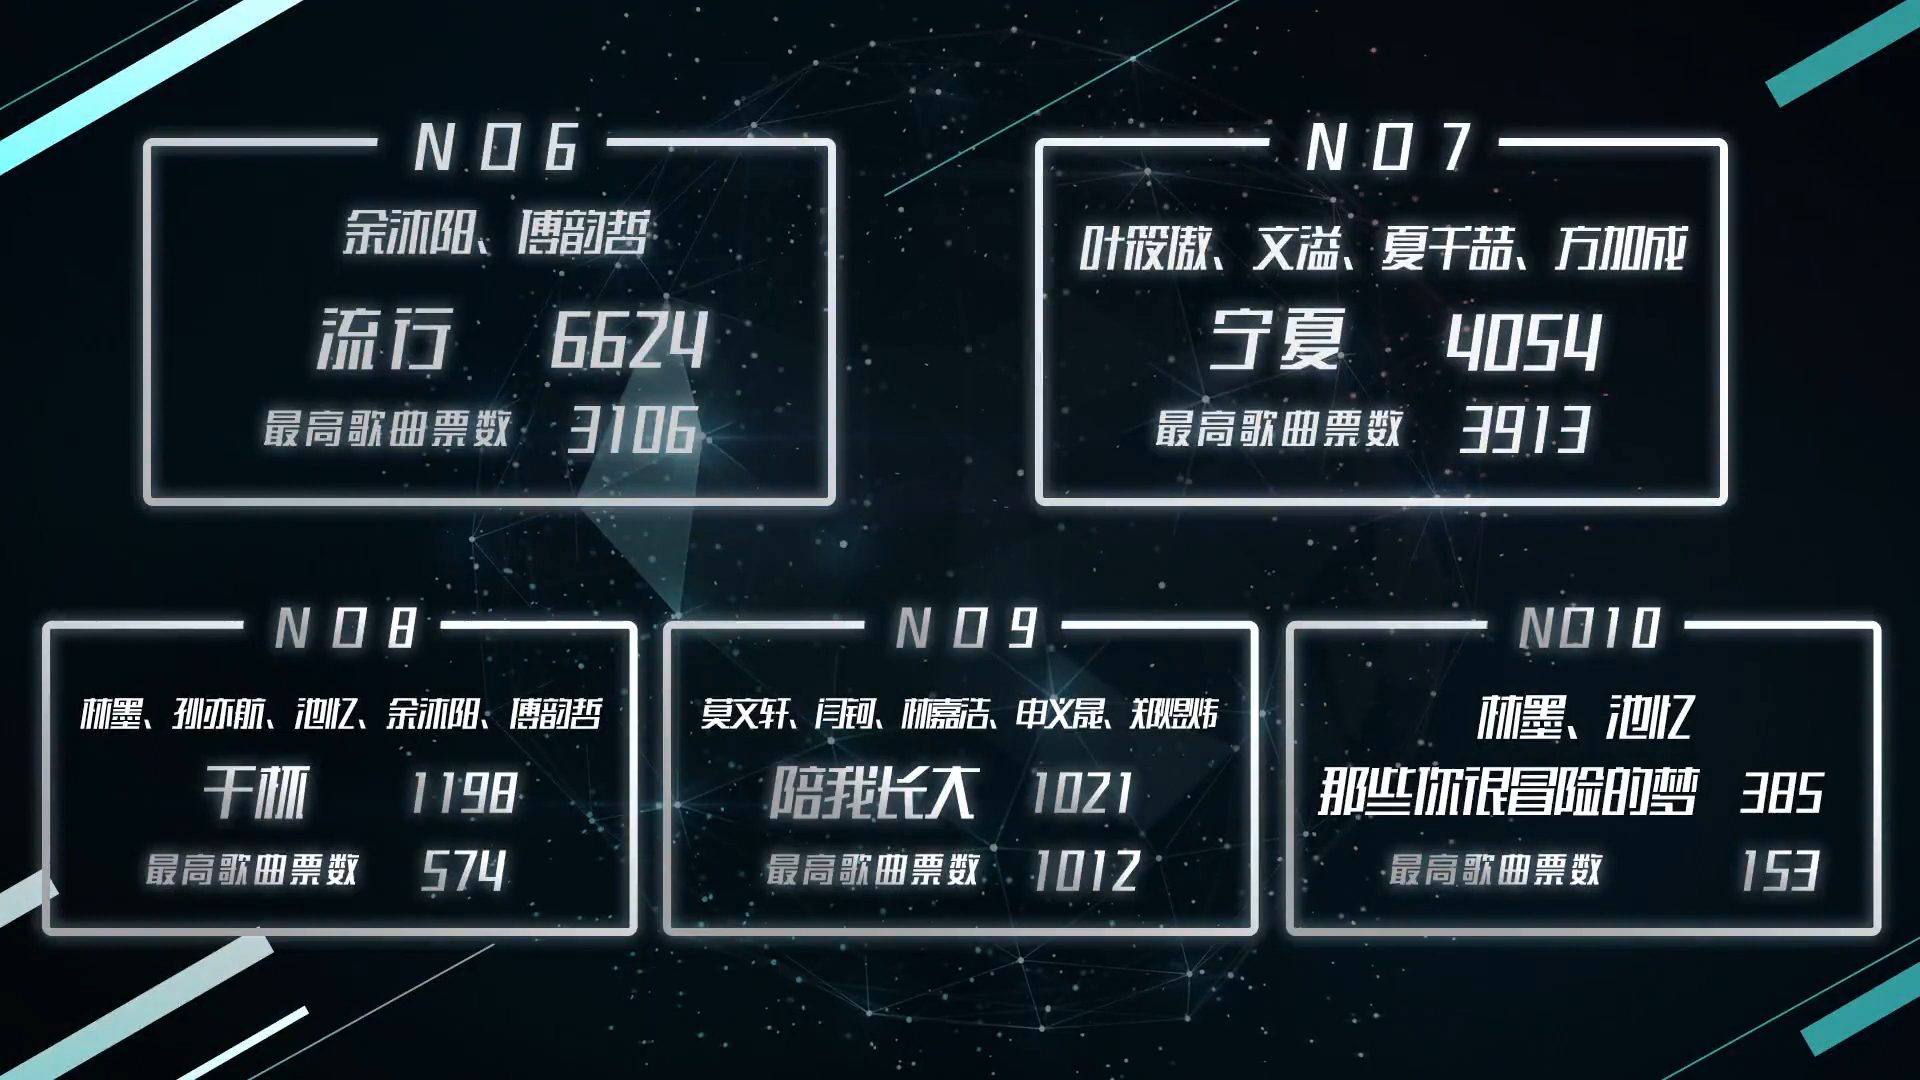 NO6
余沐阳、傅韵哲
流行 6624
最高歌曲票数 3106
NO7
叶筱傲、文溢、夏千喆、方加成
宁夏 4054
最高歌曲票数 3913
NO8
林墨、孙亦航、池忆、余沐阳、傅韵哲
干杯 1198
最高歌曲票数 574
NO9
莫文轩、闫钶、林嘉浩、申义晟、郑煜炜
陪我长大 1021
最高歌曲票数 1012
NO10
林墨、池忆
那些你很冒险的梦 385
最高歌曲票数 153